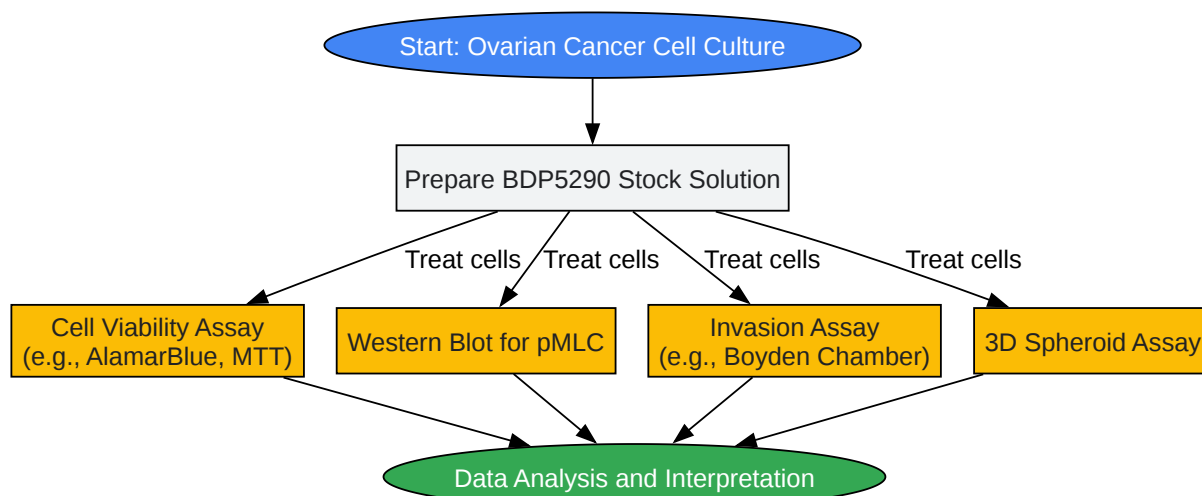 Start: Ovarian Cancer Cell Culture
Prepare BDP5290 Stock Solution
Treat cells
Treat cells
Treat cells
Treat cells
Cell Viability Assay
(e.g., AlamarBlue, MTT)
Western Blot for pMLC
Invasion Assay
(e.g., Boyden Chamber)
3D Spheroid Assay
Data Analysis and Interpretation